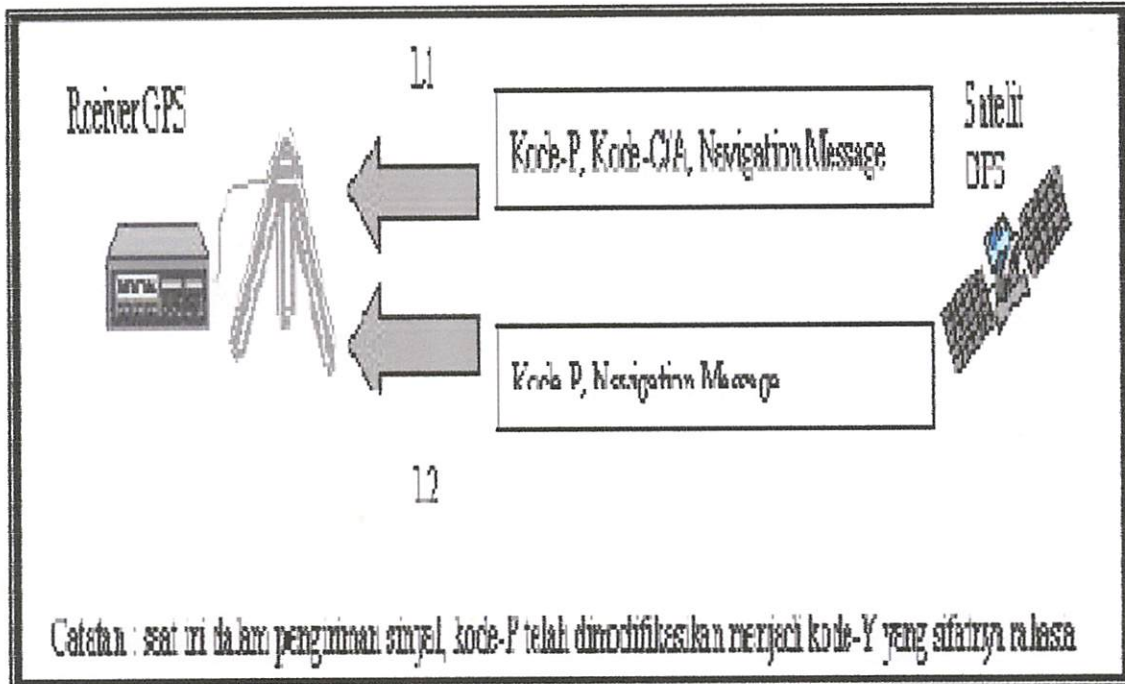 L1
Rceiver GPS
Satelit
GPS
Kode-P, Kode-C/A, Navigation Message
Kode P, Navigation Message
L2
Catatan : saat ini dalam pengiriman sinyal, kode-P telah dimodifikasikan menjadi kode-Y yang sifatnya rahasia